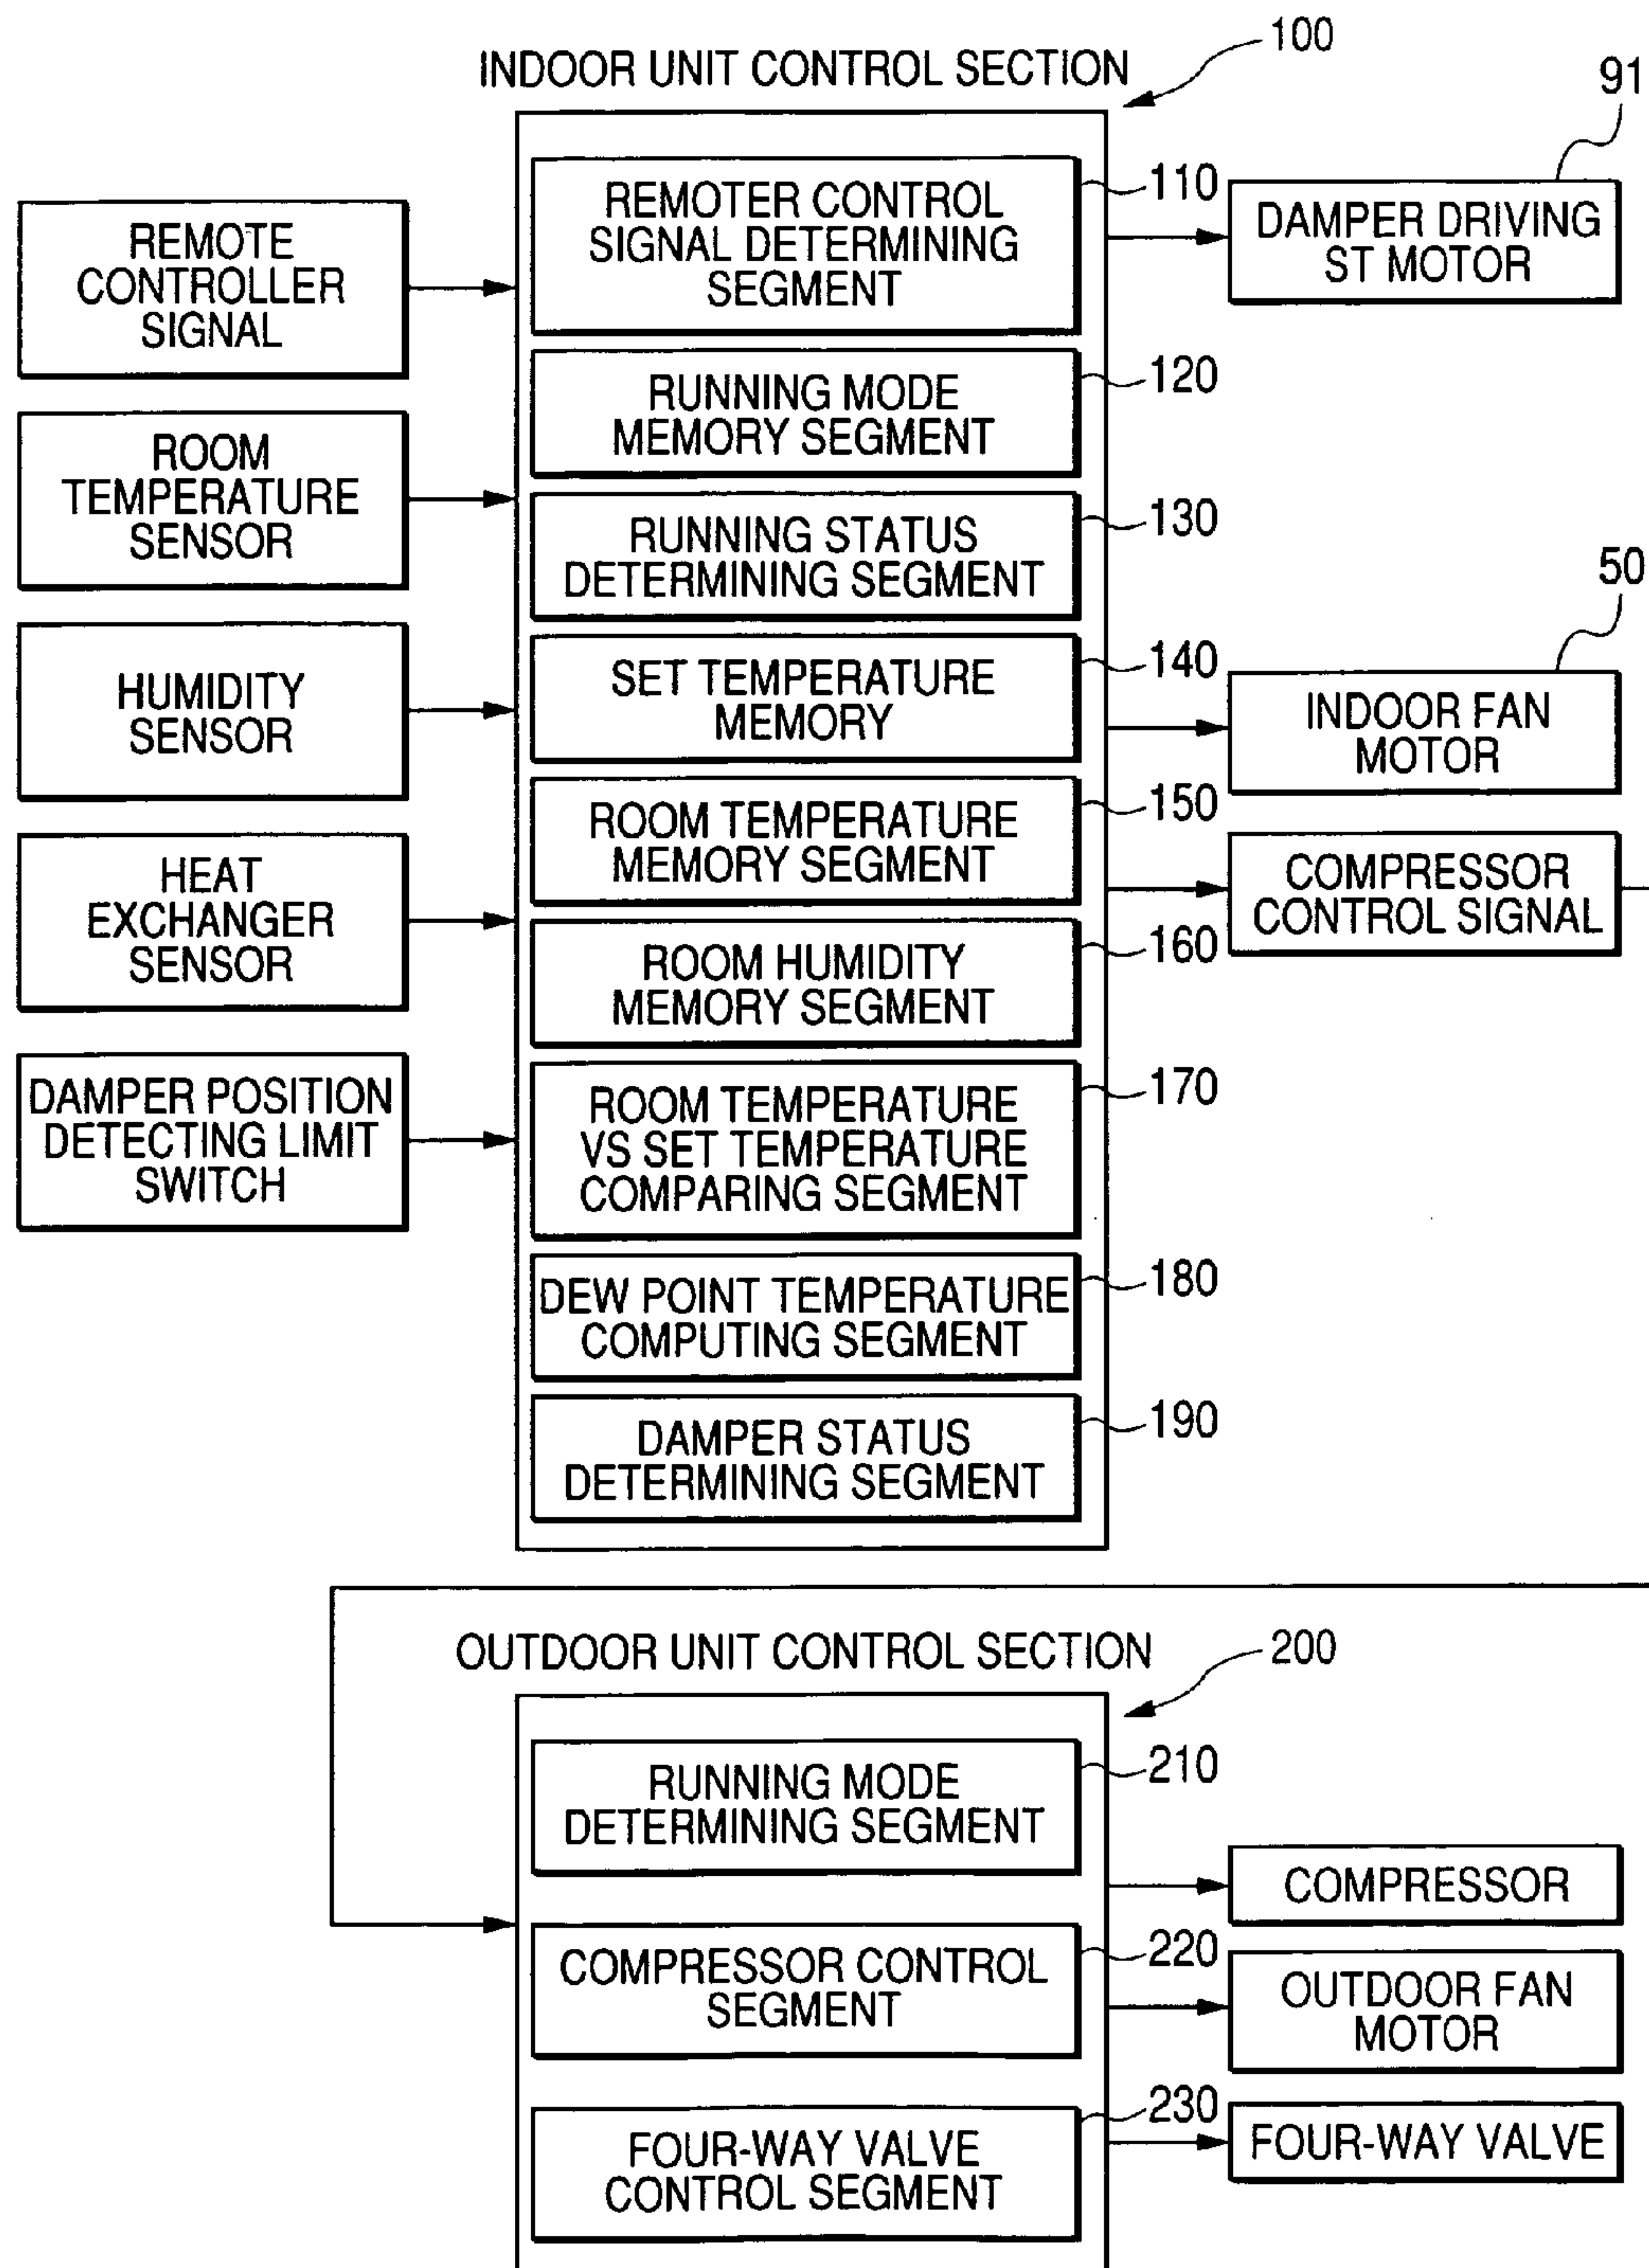 INDOOR UNIT CONTROL SECTION
100
91
REMOTE
CONTROLLER
SIGNAL
ROOM
TEMPERATURE
SENSOR
HUMIDITY
SENSOR
HEAT
EXCHANGER
SENSOR
DAMPER POSITION
DETECTING LIMIT
SWITCH
REMOTER CONTROL
SIGNAL DETERMINING
SEGMENT
110
RUNNING MODE
MEMORY SEGMENT
120
RUNNING STATUS
DETERMINING SEGMENT
130
SET TEMPERATURE
MEMORY
140
ROOM TEMPERATURE
MEMORY SEGMENT
150
ROOM HUMIDITY
MEMORY SEGMENT
160
ROOM TEMPERATURE
VS SET TEMPERATURE
COMPARING SEGMENT
170
DEW POINT TEMPERATURE
COMPUTING SEGMENT
180
DAMPER STATUS
DETERMINING SEGMENT
190
DAMPER DRIVING
ST MOTOR
50
INDOOR FAN
MOTOR
COMPRESSOR
CONTROL SIGNAL
OUTDOOR UNIT CONTROL SECTION
200
RUNNING MODE
DETERMINING SEGMENT
210
COMPRESSOR CONTROL
SEGMENT
220
FOUR-WAY VALVE
CONTROL SEGMENT
230
COMPRESSOR
OUTDOOR FAN
MOTOR
FOUR-WAY VALVE